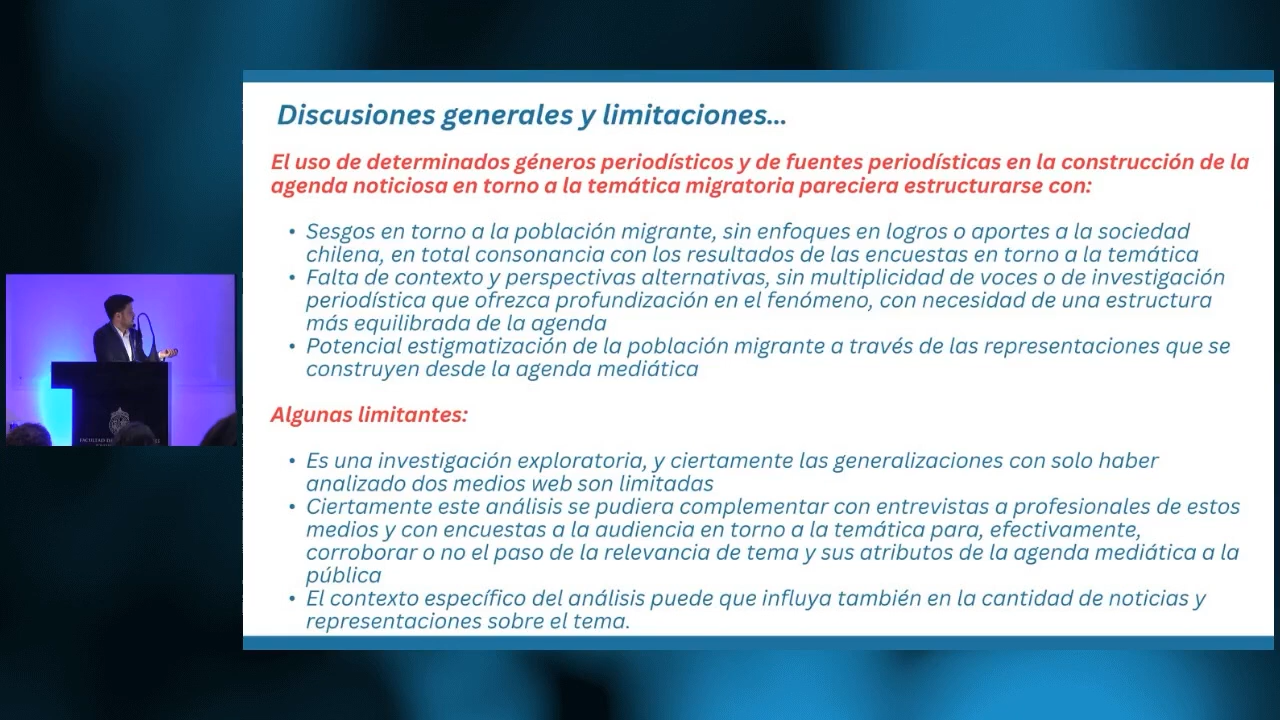 Discusiones generales y limitaciones...
El uso de determinados géneros periodísticos y de fuentes periodísticas en la construcción de la
agenda noticiosa en torno a la temática migratoria pareciera estructurarse con:
• Sesgos en torno a la población migrante, sin enfoques en logros o aportes a la sociedad
chilena, en total consonancia con los resultados de las encuestas en torno a la temática
• Falta de contexto y perspectivas alternativas, sin multiplicidad de voces o de investigación
periodística que ofrezca profundización en el fenómeno, con necesidad de una estructura
más equilibrada de la agenda
• Potencial estigmatización de la población migrante a través de las representaciones que se
construyen desde la agenda mediática
Algunas limitantes:
• Es una investigación exploratoria, y ciertamente las generalizaciones con solo haber
analizado dos medios web son limitadas
• Ciertamente este análisis se pudiera complementar con entrevistas a profesionales de estos
medios y con encuestas a la audiencia en torno a la temática para, efectivamente,
corroborar o no el paso de la relevancia de tema y sus atributos de la agenda mediática a la
pública
• El contexto específico del análisis puede que influya también en la cantidad de noticias y
representaciones sobre el tema.